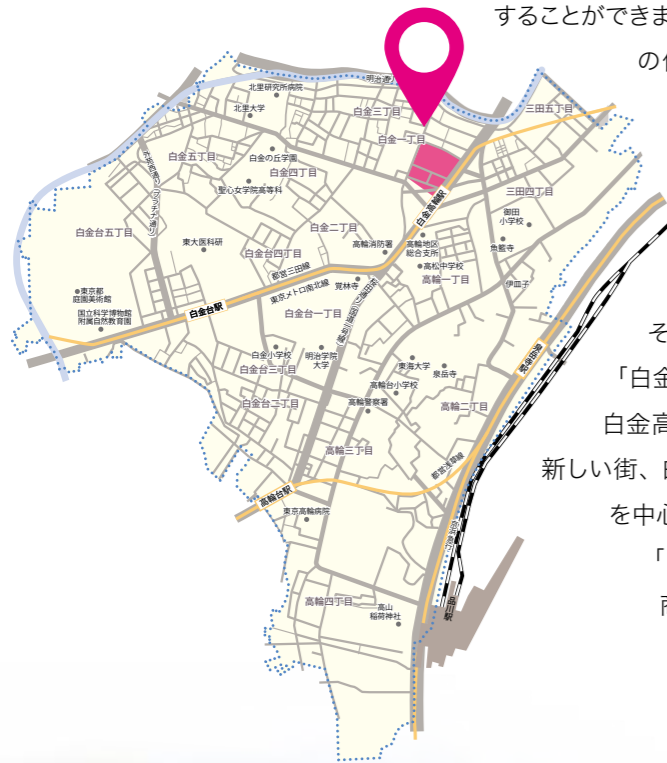 することができま
の
明治通り
北里研究所病院
北里大学
白金三丁目
三田五丁目
白金一丁目
白金五丁目
白金の丘学園
白金四丁目
聖心女学院高等科
三田四丁目
白金高輪駅
御田
小学校
白金台五丁目
白金二丁目
東大医科研
白金台四丁目
高輪消防署
高輪地区
総合支所
魚籃寺
高松中学校
高輪一丁目
都営三田線
東京メトロ南北線
覚林寺
伊皿子
東京都
庭園美術館
白金台駅
国立科学博物館
附属自然教育園
白金台一丁目
泉岳寺駅
そ
白金小学校
明治学院
大学
東海大学
泉岳寺
白金台三丁目
高輪台小学校
「白金
白金台二丁目
高輪警察署
高輪二丁目
白金高
高輪三丁目
都営浅草線
新しい街、白
高輪台駅
を中心
東京高輪病院
「
高輪四丁目
高山
稲荷神社
品川駅